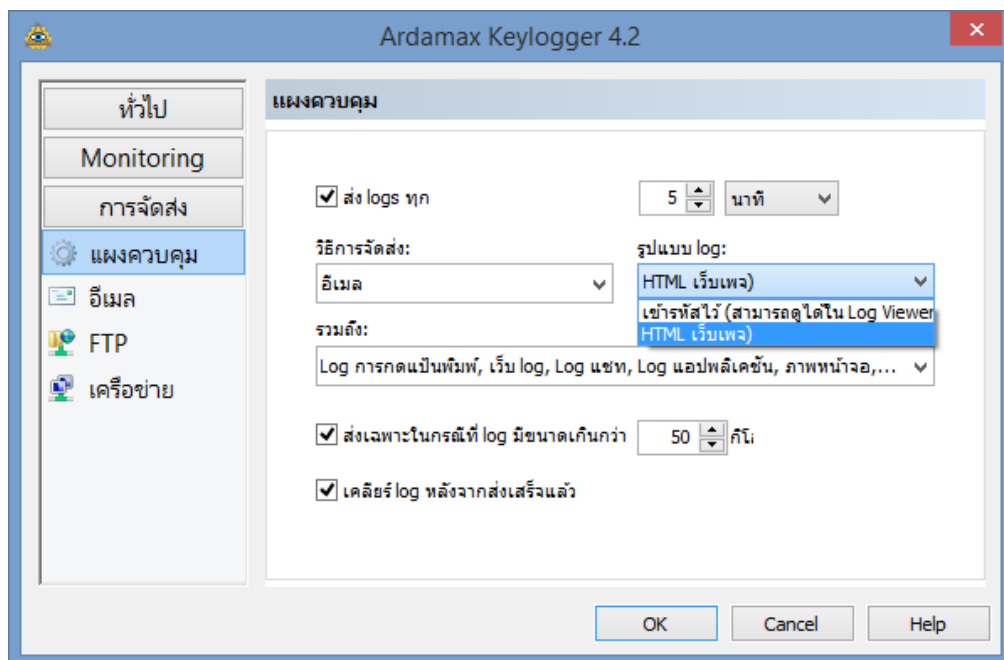 Ardamax Keylogger 4.2
ทั่วไป
Monitoring
การจัดส่ง
แผงควบคุม
อีเมล
FTP
เครือข่าย
แผงควบคุม
ส่ง logs ทุก 5 นาที
วิธีการจัดส่ง: รูปแบบ log:
อีเมล HTML เว็บเพจ)
เข้ารหัสไว้ (สามารถดูได้ใน Log Viewer
HTML เว็บเพจ)
รวมถึง:
Log การกดแป้นพิมพ์, เว็บ log, Log แชท, Log แอปพลิเคชั่น, ภาพหน้าจอ,...
ส่งเฉพาะในกรณีที่ log มีขนาดเกินกว่า 50 กิโ
เคลียร์ log หลังจากส่งเสร็จแล้ว
OK Cancel Help